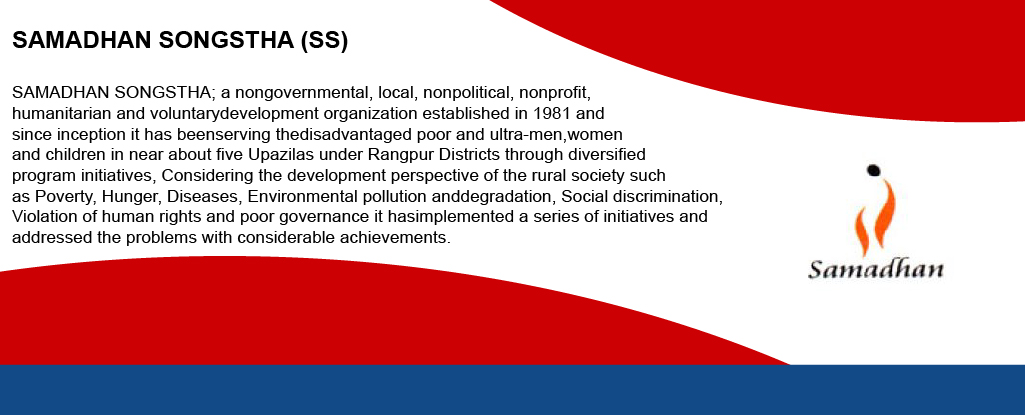 SAMADHAN SONGSTHA (SS)
SAMADHAN SONGSTHA; a nongovernmental, local, nonpolitical, nonprofit,
humanitarian and voluntarydevelopment organization established in 1981 and
since inception it has beenserving thedisadvantaged poor and ultra-men,women
and children in near about five Upazilas under Rangpur Districts through diversified
program initiatives, Considering the development perspective of the rural society such
as Poverty, Hunger, Diseases, Environmental pollution anddegradation, Social discrimination,
Violation of human rights and poor governance it hasimplemented a series of initiatives and
addressed the problems with considerable achievements.
Samadhan